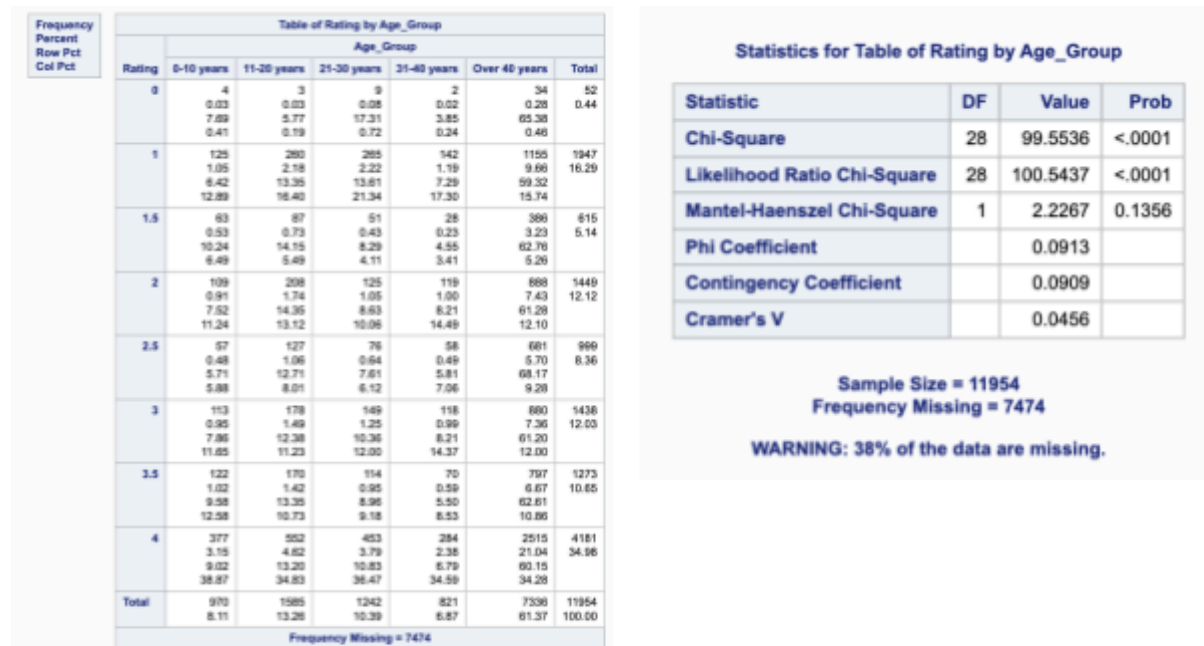 Frequency
Percent
Row Pct
Col Pct
Table of Rating by Age_Group
Age_Group
Rating 0-10 years 11-20 years 21-30 years 31-40 years Over 40 years Total
0 4 3 9 2 34 52
0.03 0.03 0.08 0.02 0.28 0.44
7.69 5.77 17.31 3.85 65.38
0.41 0.19 0.72 0.24 0.46
1 125 260 265 142 1155 1947
1.05 2.18 2.22 1.19 9.66 16.29
6.42 13.35 13.61 7.29 59.32
12.89 16.40 21.34 17.30 15.74
1.5 63 87 51 28 386 615
0.53 0.73 0.43 0.23 3.23 5.14
10.24 14.15 8.29 4.55 62.76
6.49 5.49 4.11 3.41 5.26
2 109 208 125 119 888 1449
0.91 1.74 1.05 1.00 7.43 12.12
7.52 14.35 8.63 8.21 61.28
11.24 13.12 10.06 14.49 12.10
2.5 57 127 76 58 681 999
0.48 1.06 0.64 0.49 5.70 8.36
5.71 12.71 7.61 5.81 68.17
5.88 8.01 6.12 7.06 9.28
3 113 178 149 118 880 1438
0.95 1.49 1.25 0.99 7.36 12.03
7.86 12.38 10.36 8.21 61.20
11.65 11.23 12.00 14.37 12.00
3.5 122 170 114 70 797 1273
1.02 1.42 0.95 0.59 6.67 10.65
9.58 13.35 8.96 5.50 62.61
12.58 10.73 9.18 8.53 10.86
4 377 552 453 284 2515 4181
3.15 4.62 3.79 2.38 21.04 34.98
9.02 13.20 10.83 6.79 60.15
38.87 34.83 36.47 34.59 34.28
Total 970 1585 1242 821 7336 11954
8.11 13.26 10.39 6.87 61.37 100.00
Frequency Missing = 7474
Statistics for Table of Rating by Age_Group
Statistic DF Value Prob
Chi-Square 28 99.5536 <.0001
Likelihood Ratio Chi-Square 28 100.5437 <.0001
Mantel-Haenszel Chi-Square 1 2.2267 0.1356
Phi Coefficient 0.0913
Contingency Coefficient 0.0909
Cramer's V 0.0456
Sample Size = 11954
Frequency Missing = 7474
WARNING: 38% of the data are missing.